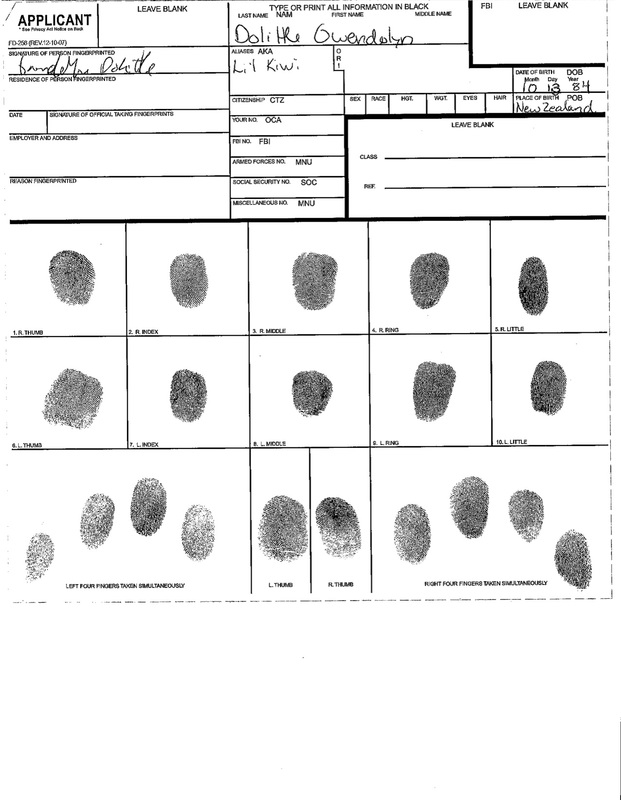 LEAVE BLANK
TYPE OR PRINT ALL INFORMATION IN BLACK
FBI LEAVE BLANK
APPLICANT
* See Privacy Act Notice on Back
LAST NAME NAM FIRST NAME MIDDLE NAME
Dolittle Gwendolyn
FD-258 (REV.12-10-07)
SIGNATURE OF PERSON FINGERPRINTED
Dolittle
ALIASES AKA
Li'l Kiwi
O
R
I
RESIDENCE OF PERSON FINGERPRINTED
DATE OF BIRTH DOB
Month Day Year
10 13 84
CITIZENSHIP CTZ
SEX RACE HGT. WGT. EYES HAIR PLACE OF BIRTH POB
New Zealand
DATE SIGNATURE OF OFFICIAL TAKING FINGERPRINTS
YOUR NO. OCA
LEAVE BLANK
EMPLOYER AND ADDRESS
FBI NO. FBI
CLASS
ARMED FORCES NO. MNU
REASON FINGERPRINTED
SOCIAL SECURITY NO. SOC
REF.
MISCELLANEOUS NO. MNU
1. R. THUMB 2. R. INDEX 3. R. MIDDLE 4. R. RING 5. R. LITTLE
6. L. THUMB 7. L. INDEX 8. L. MIDDLE 9. L. RING 10. L. LITTLE
LEFT FOUR FINGERS TAKEN SIMULTANEOUSLY L. THUMB R. THUMB RIGHT FOUR FINGERS TAKEN SIMULTANEOUSLY